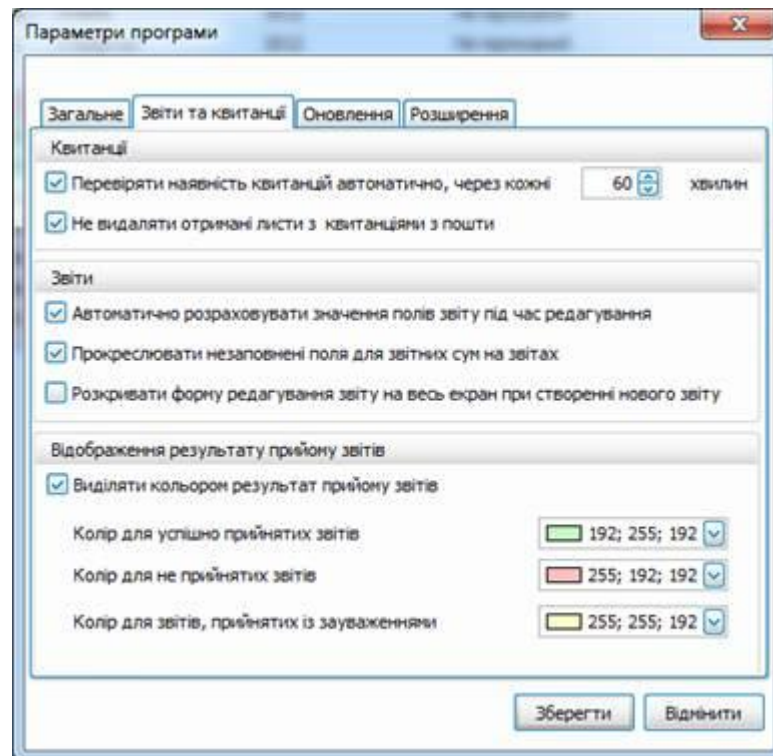 Параметри програми
Загальне Звіти та квитанції Оновлення Розширення
Квитанції
Перевіряти наявність квитанцій автоматично, через кожні 60 хвилин
Не видаляти отримані листи з квитанціями з пошти
Звіти
Автоматично розраховувати значення полів звіту під час редагування
Прокреслювати незаповнені поля для звітних сум на звітах
Розкривати форму редагування звіту на весь екран при створенні нового звіту
Відображення результату прийому звітів
Виділяти кольором результат прийому звітів
Колір для успішно прийнятих звітів 192; 255; 192
Колір для не прийнятих звітів 255; 192; 192
Колір для звітів, прийнятих із зауваженнями 255; 255; 192
Зберегти Відмінити